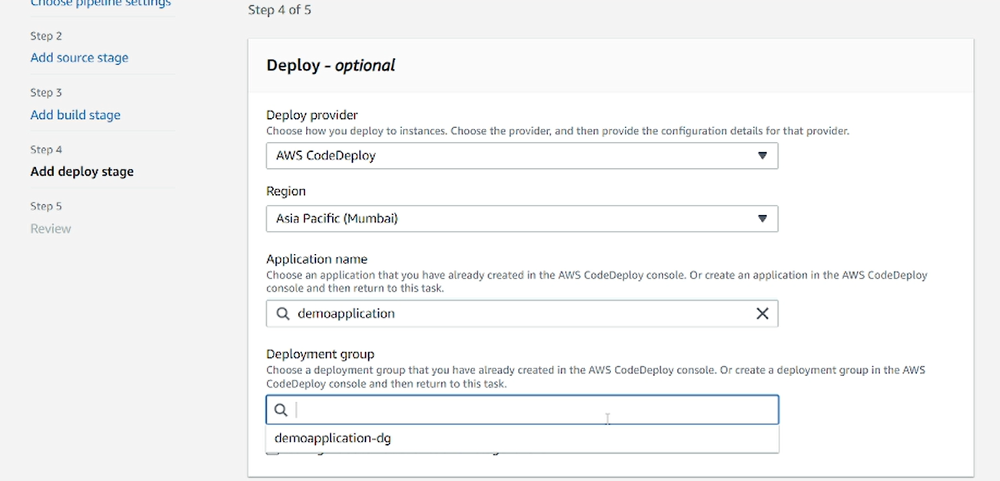 Choose pipeline settings
Step 2
Add source stage
Step 3
Add build stage
Step 4
Add deploy stage
Step 5
Review
Step 4 of 5
Deploy - optional
Deploy provider
Choose how you deploy to instances. Choose the provider, and then provide the configuration details for that provider.
AWS CodeDeploy
Region
Asia Pacific (Mumbai)
Application name
Choose an application that you have already created in the AWS CodeDeploy console. Or create an application in the AWS CodeDeploy
console and then return to this task.
demoapplication
Deployment group
Choose a deployment group that you have already created in the AWS CodeDeploy console. Or create a deployment group in the AWS
CodeDeploy console and then return to this task.
demoapplication-dg